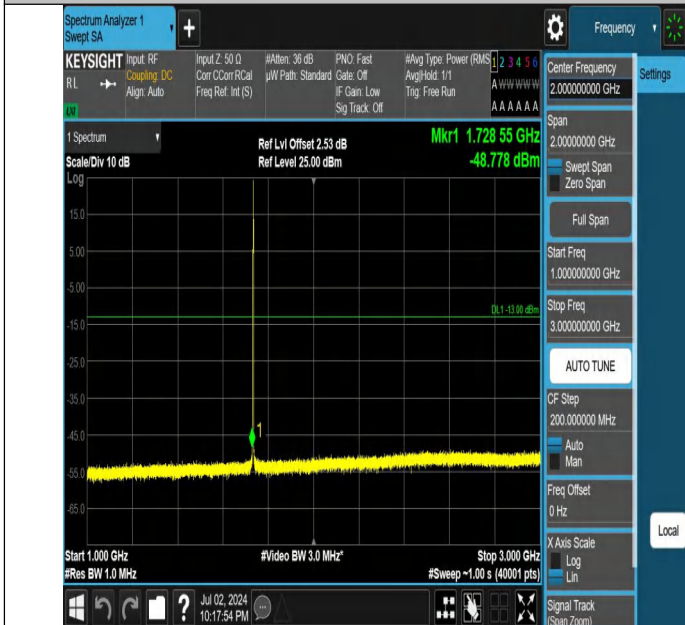 Spectrum Analyzer 1
Swept SA
+
Frequency
KEYSIGHT
RL
Input: RF
Coupling: DC
Align: Auto
Input Z: 50 Ω
Corr CCorr RCal
Freq Ref: Int (S)
#Atten: 36 dB
µW Path: Standard
PNO: Fast
Gate: Off
IF Gain: Low
Sig Track: Off
#Avg Type: Power (RMS
Avg|Hold: 1/1
Trig: Free Run
1 2 3 4 5 6
A W W W W W
A A A A A A
Center Frequency
2.000000000 GHz
Settings
Span
2.00000000 GHz
Swept Span
Zero Span
Full Span
Start Freq
1.000000000 GHz
Stop Freq
3.000000000 GHz
AUTO TUNE
CF Step
200.000000 MHz
Auto
Man
Freq Offset
0 Hz
X Axis Scale
Log
Lin
Signal Track
(Span Zoom)
Local
1 Spectrum
Scale/Div 10 dB
Ref Lvl Offset 2.53 dB
Ref Level 25.00 dBm
Mkr1 1.728 55 GHz
-48.778 dBm
Log
15.0
5.00
-5.00
DL1 -13.00 dBm
-15.0
-25.0
-35.0
-45.0
1
-55.0
-65.0
Start 1.000 GHz
#Video BW 3.0 MHz*
Stop 3.000 GHz
#Res BW 1.0 MHz
#Sweep ~1.00 s (40001 pts)
?
Jul 02, 2024
10:17:54 PM